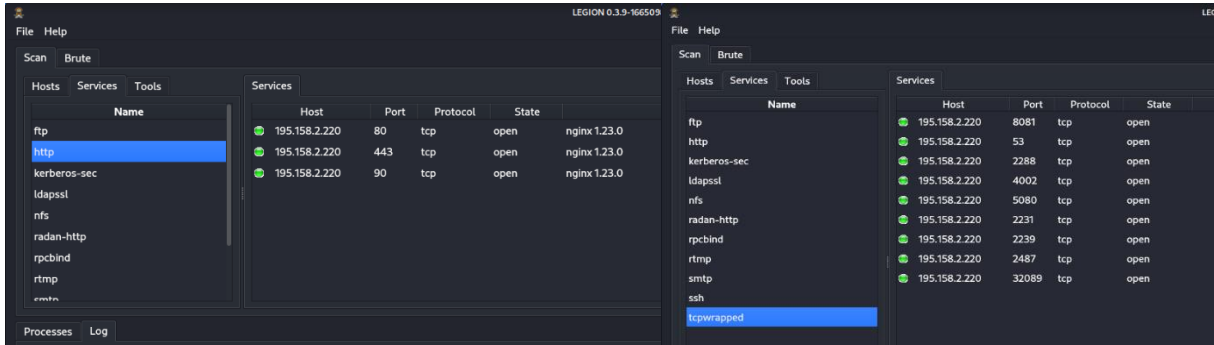 LEGION 0.3.9-166509
File Help
Scan Brute
Hosts Services Tools
Name
ftp
http
kerberos-sec
ldapssl
nfs
radan-http
rpcbind
rtmp
smtp
Services
Host Port Protocol State
195.158.2.220 80 tcp open nginx 1.23.0
195.158.2.220 443 tcp open nginx 1.23.0
195.158.2.220 90 tcp open nginx 1.23.0
Processes Log
LEG
File Help
Scan Brute
Hosts Services Tools
Name
ftp
http
kerberos-sec
ldapssl
nfs
radan-http
rpcbind
rtmp
smtp
ssh
tcpwrapped
Services
Host Port Protocol State
195.158.2.220 8081 tcp open
195.158.2.220 53 tcp open
195.158.2.220 2288 tcp open
195.158.2.220 4002 tcp open
195.158.2.220 5080 tcp open
195.158.2.220 2231 tcp open
195.158.2.220 2239 tcp open
195.158.2.220 2487 tcp open
195.158.2.220 32089 tcp open